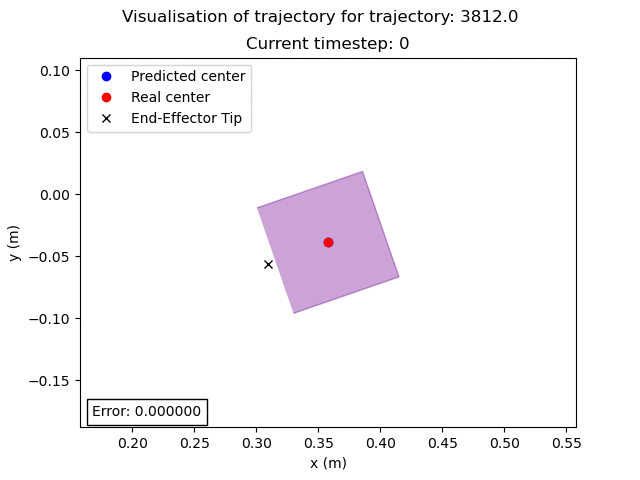 Visualisation of trajectory for trajectory: 3812.0
Current timestep: 0
Predicted center
Real center
End-Effector Tip
0.10
0.05
0.00
−0.05
−0.10
−0.15
y (m)
Error: 0.000000
0.20 0.25 0.30 0.35 0.40 0.45 0.50 0.55
x (m)